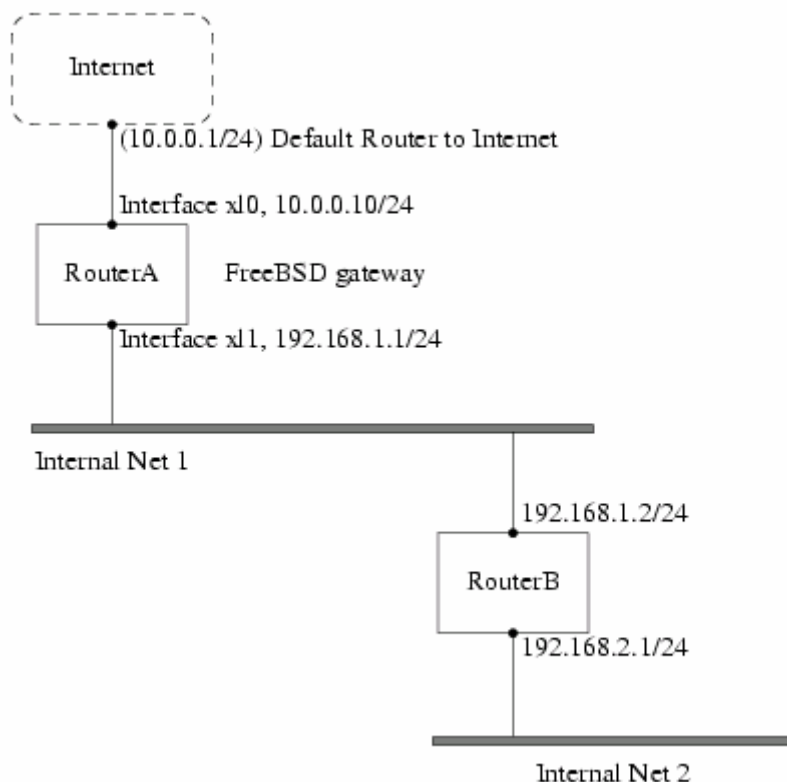 Internet
(10.0.0.1/24) Default Router to Internet
Interface xl0, 10.0.0.10/24
RouterA
FreeBSD gateway
Interface xl1, 192.168.1.1/24
Internal Net 1
192.168.1.2/24
RouterB
192.168.2.1/24
Internal Net 2